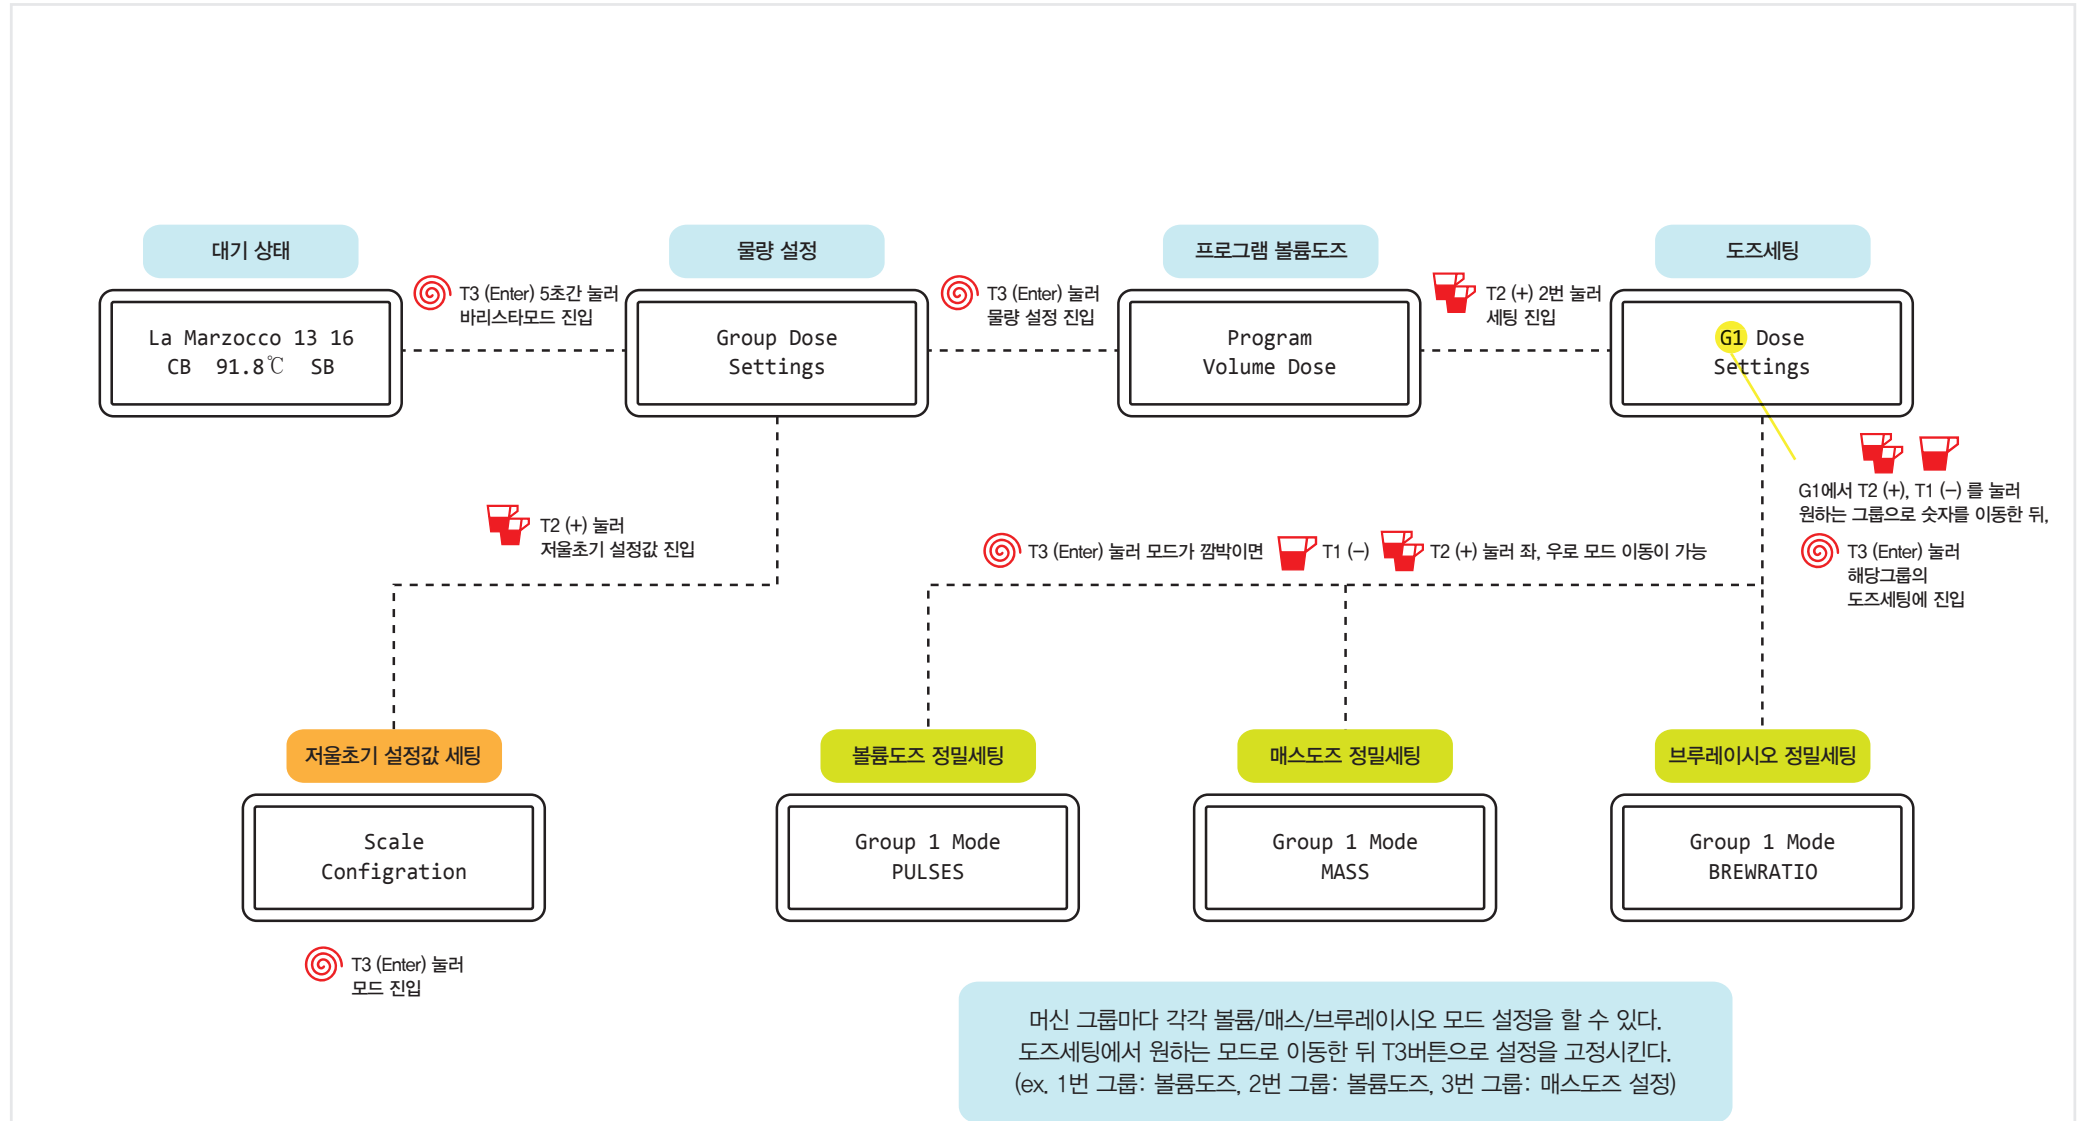 대기 상태
물량 설정
프로그램 볼륨도즈
도즈세팅
La Marzocco 13 16
CB 91.8℃ SB
T3 (Enter) 5초간 눌러
바리스타모드 진입
Group Dose
Settings
T3 (Enter) 눌러
물량 설정 진입
Program
Volume Dose
T2 (+) 2번 눌러
세팅 진입
G1 Dose
Settings
G1에서 T2 (+), T1 (−) 를 눌러
원하는 그룹으로 숫자를 이동한 뒤,
T3 (Enter) 눌러
해당그룹의
도즈세팅에 진입
T2 (+) 눌러
저울초기 설정값 진입
T3 (Enter) 눌러 모드가 깜박이면 T1 (−) T2 (+) 눌러 좌, 우로 모드 이동이 가능
저울초기 설정값 세팅
볼륨도즈 정밀세팅
매스도즈 정밀세팅
브루레이시오 정밀세팅
Scale
Configration
Group 1 Mode
PULSES
Group 1 Mode
MASS
Group 1 Mode
BREWRATIO
T3 (Enter) 눌러
모드 진입
머신 그룹마다 각각 볼륨/매스/브루레이시오 모드 설정을 할 수 있다.
도즈세팅에서 원하는 모드로 이동한 뒤 T3버튼으로 설정을 고정시킨다.
(ex. 1번 그룹: 볼륨도즈, 2번 그룹: 볼륨도즈, 3번 그룹: 매스도즈 설정)